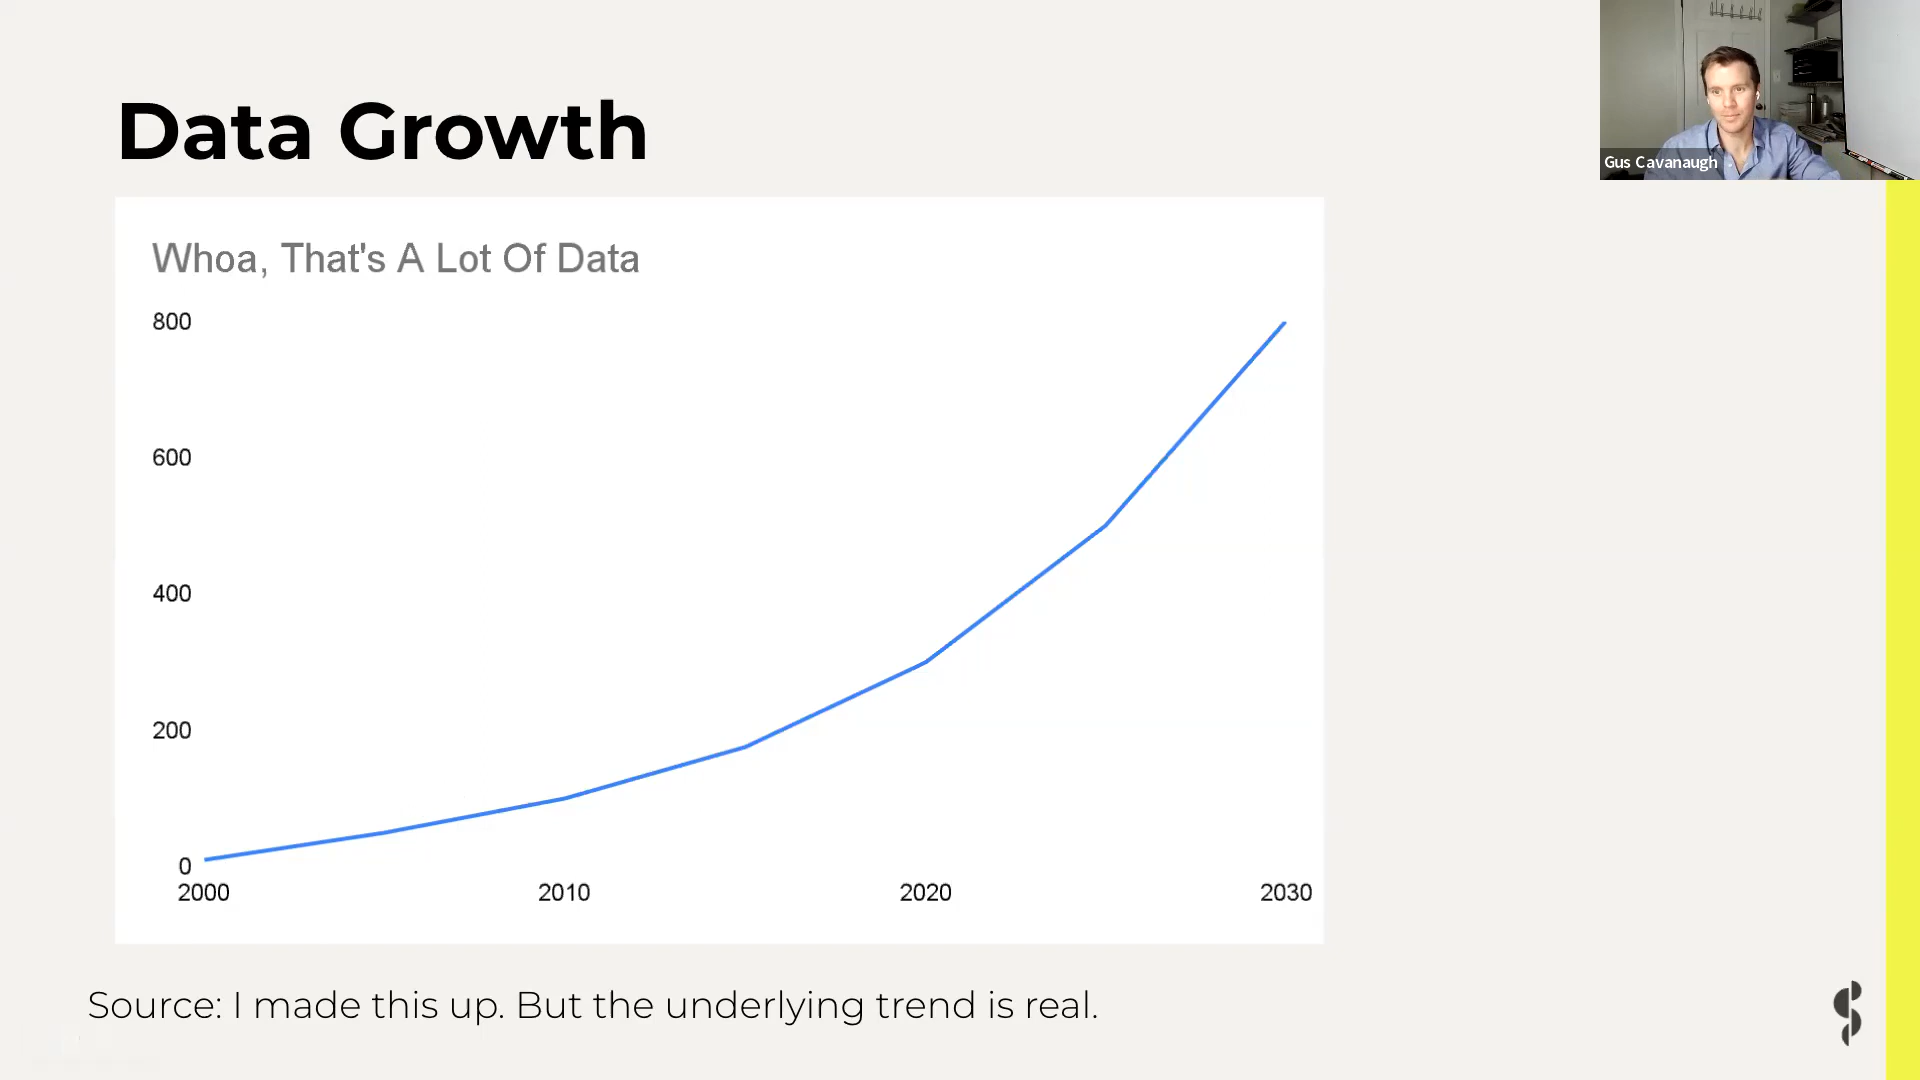 Data Growth
Gus Cavanaugh
Whoa, That's A Lot Of Data
800
600
400
200
0
2000 2010 2020 2030
Source: I made this up. But the underlying trend is real.